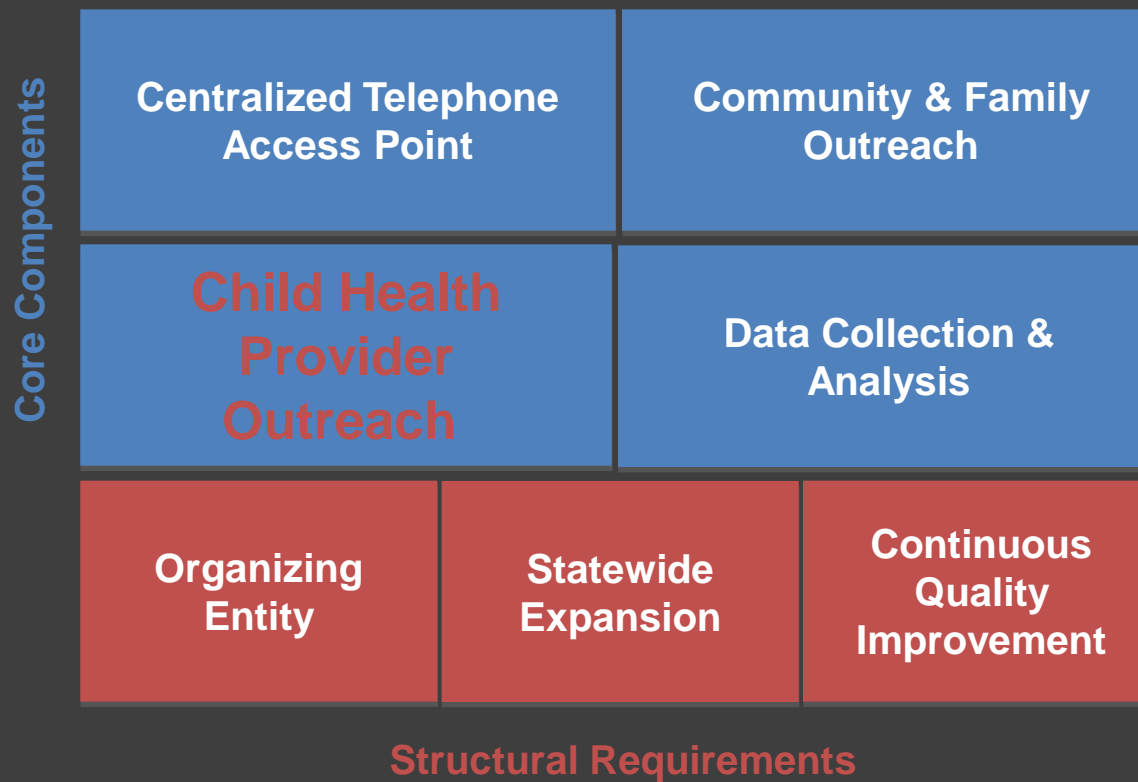 Core Components
Centralized Telephone
Access Point
Community & Family
Outreach
Child Health
Provider
Outreach
Data Collection &
Analysis
Organizing
Entity
Statewide
Expansion
Continuous
Quality
Improvement
Structural Requirements